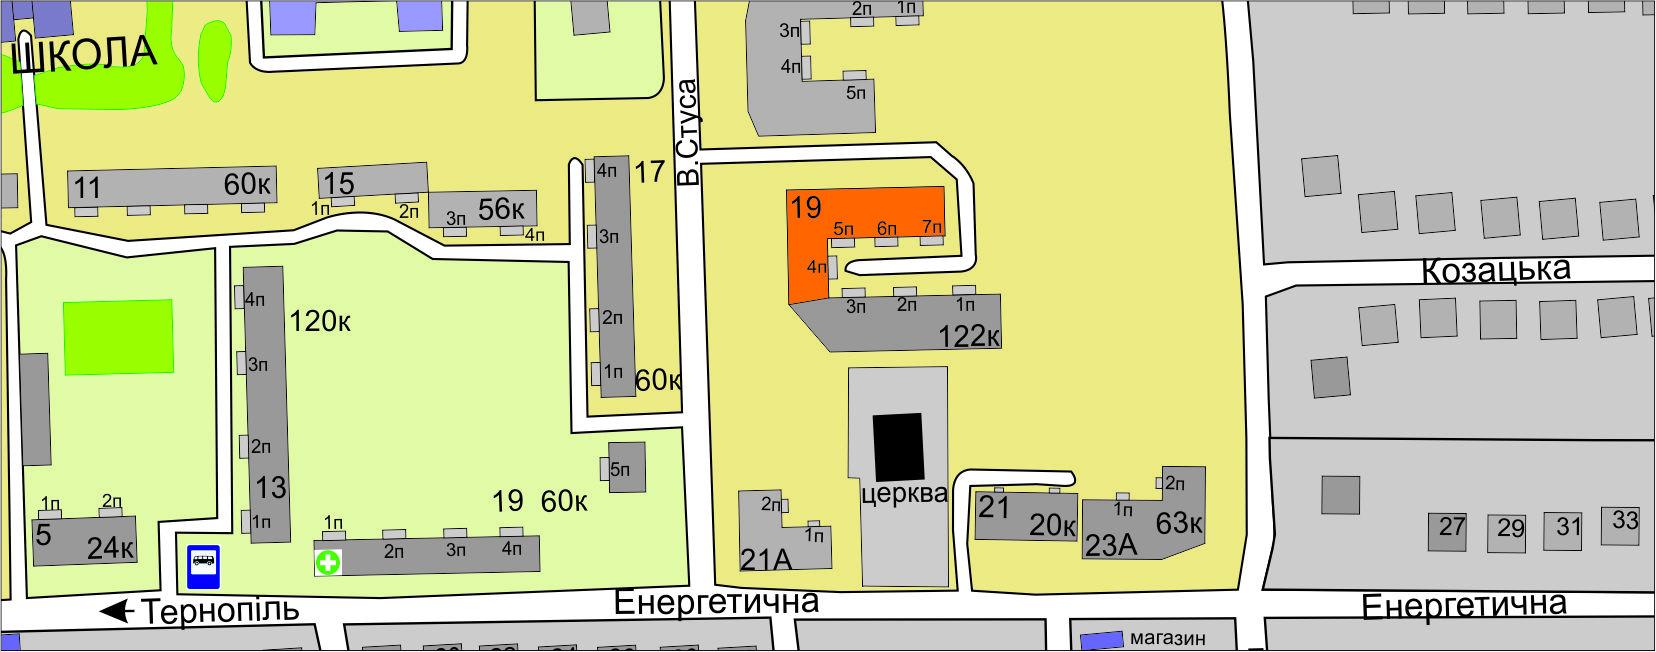 ШКОЛА
2п 1п
3п
4п
5п
В.Стуса
11 60к
15
1п 2п
3п 56к
4п
4п 17
3п
2п
1п 60к
19
5п 6п 7п
4п
3п 2п 1п
122к
Козацька
4п
120к
3п
2п
13
1п
1п 2п
5 24к
5п
19 60к
1п
2п 3п 4п
церква
2п
1п
21А
21
20к
2п
1п
63к
23А
27 29 31 33
Тернопіль
Енергетична
Енергетична
магазин